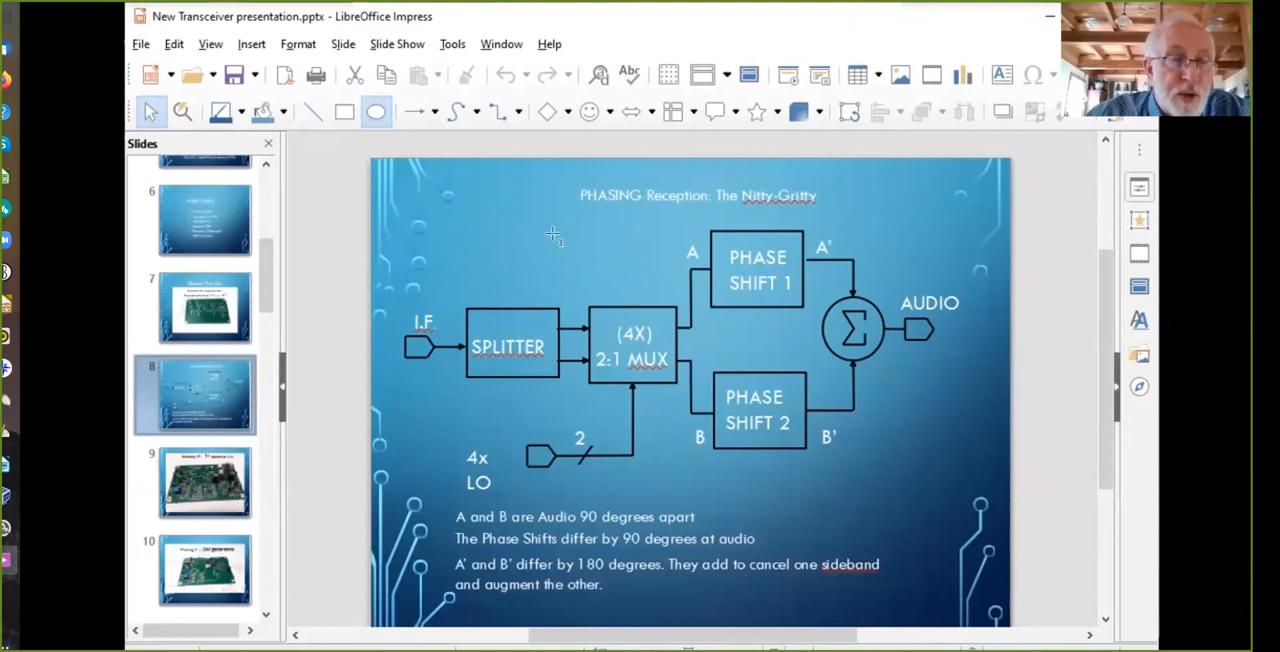 New Transceiver presentation.pptx - LibreOffice Impress
File Edit View Insert Format Slide Slide Show Tools Window Help
Abc
Slides
6
7
8
9
10
PHASING Reception: The Nitty-Gritty
A
PHASE
SHIFT 1
A'
I.F.
SPLITTER
(4X)
2:1 MUX
Σ
AUDIO
PHASE
SHIFT 2
B
B'
2
4x
LO
A and B are Audio 90 degrees apart
The Phase Shifts differ by 90 degrees at audio
A' and B' differ by 180 degrees. They add to cancel one sideband
and augment the other.